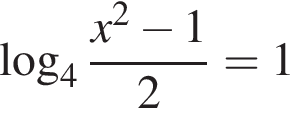 log₄ (x² − 1)/2 = 1